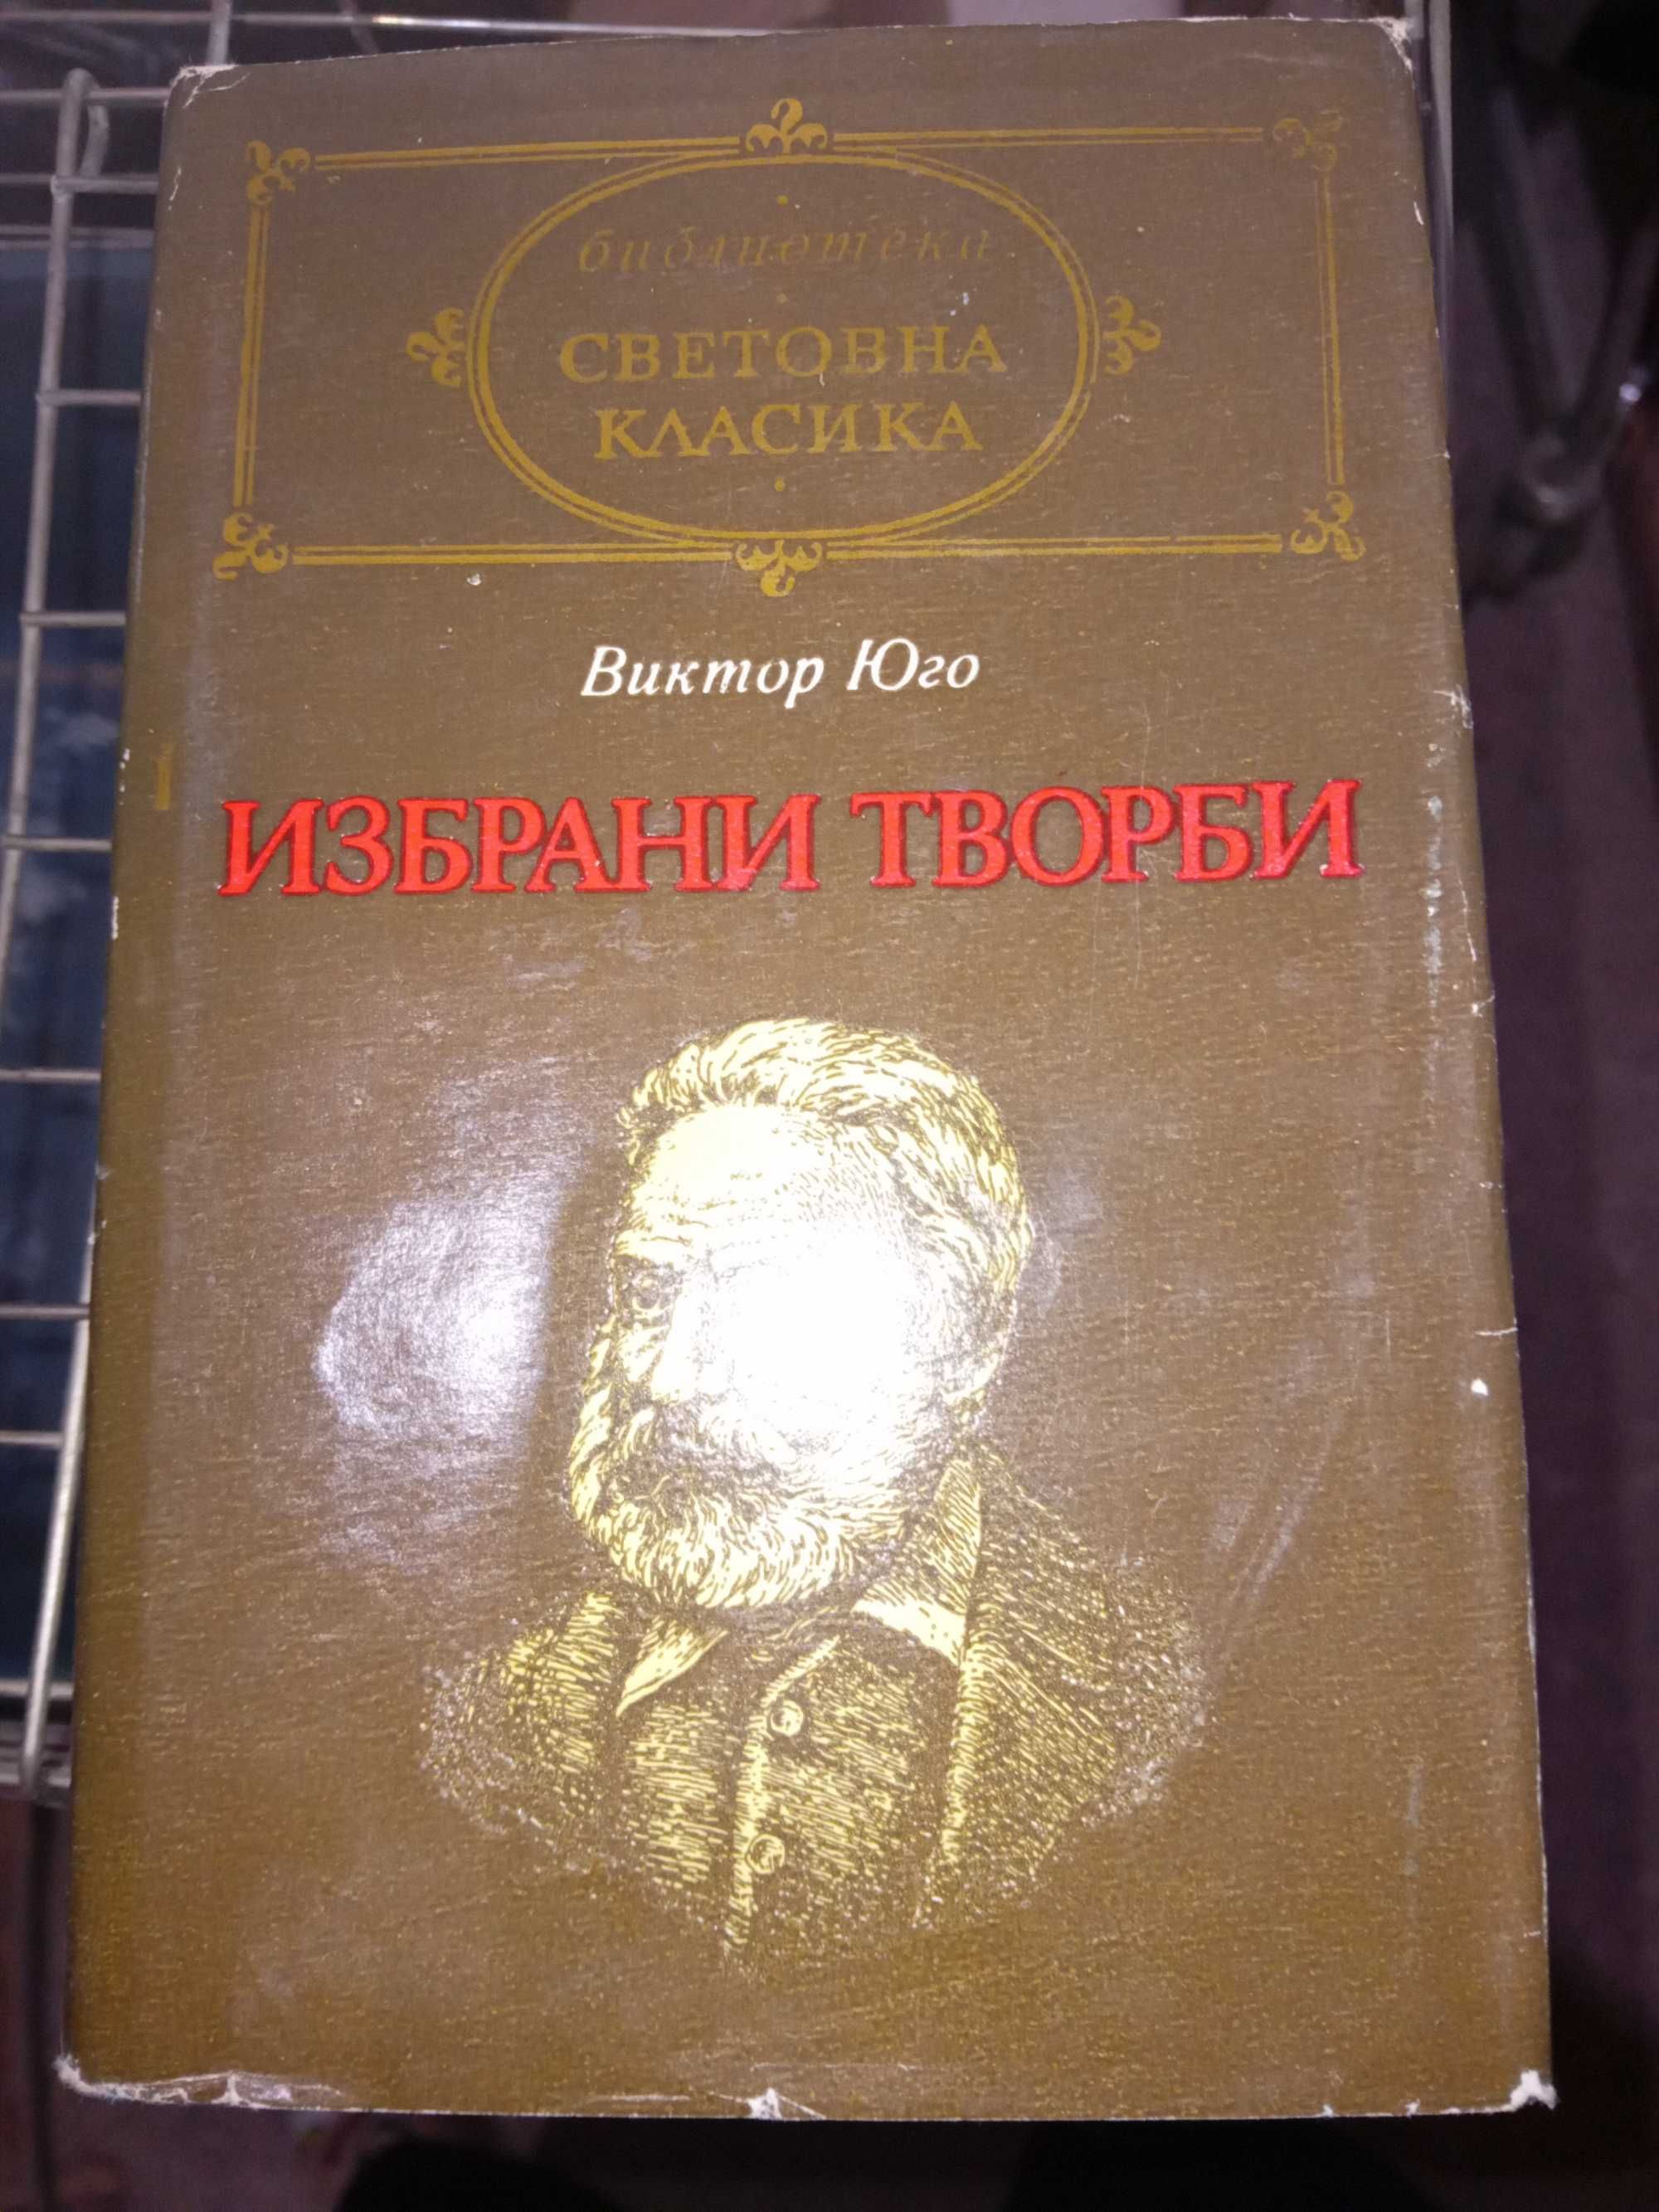 библиотека
СВЕТОВНА
КЛАСИКА
Виктор Юго
ИЗБРАНИ ТВОРБИ